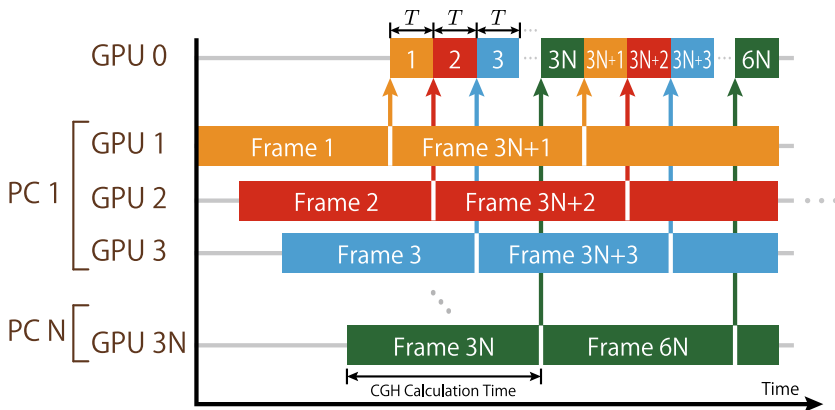 T T T
GPU 0 1 2 3 ... 3N 3N+1 3N+2 3N+3 ... 6N
PC 1
GPU 1 Frame 1 Frame 3N+1
GPU 2 Frame 2 Frame 3N+2
GPU 3 Frame 3 Frame 3N+3
PC N
GPU 3N Frame 3N Frame 6N
CGH Calculation Time
Time